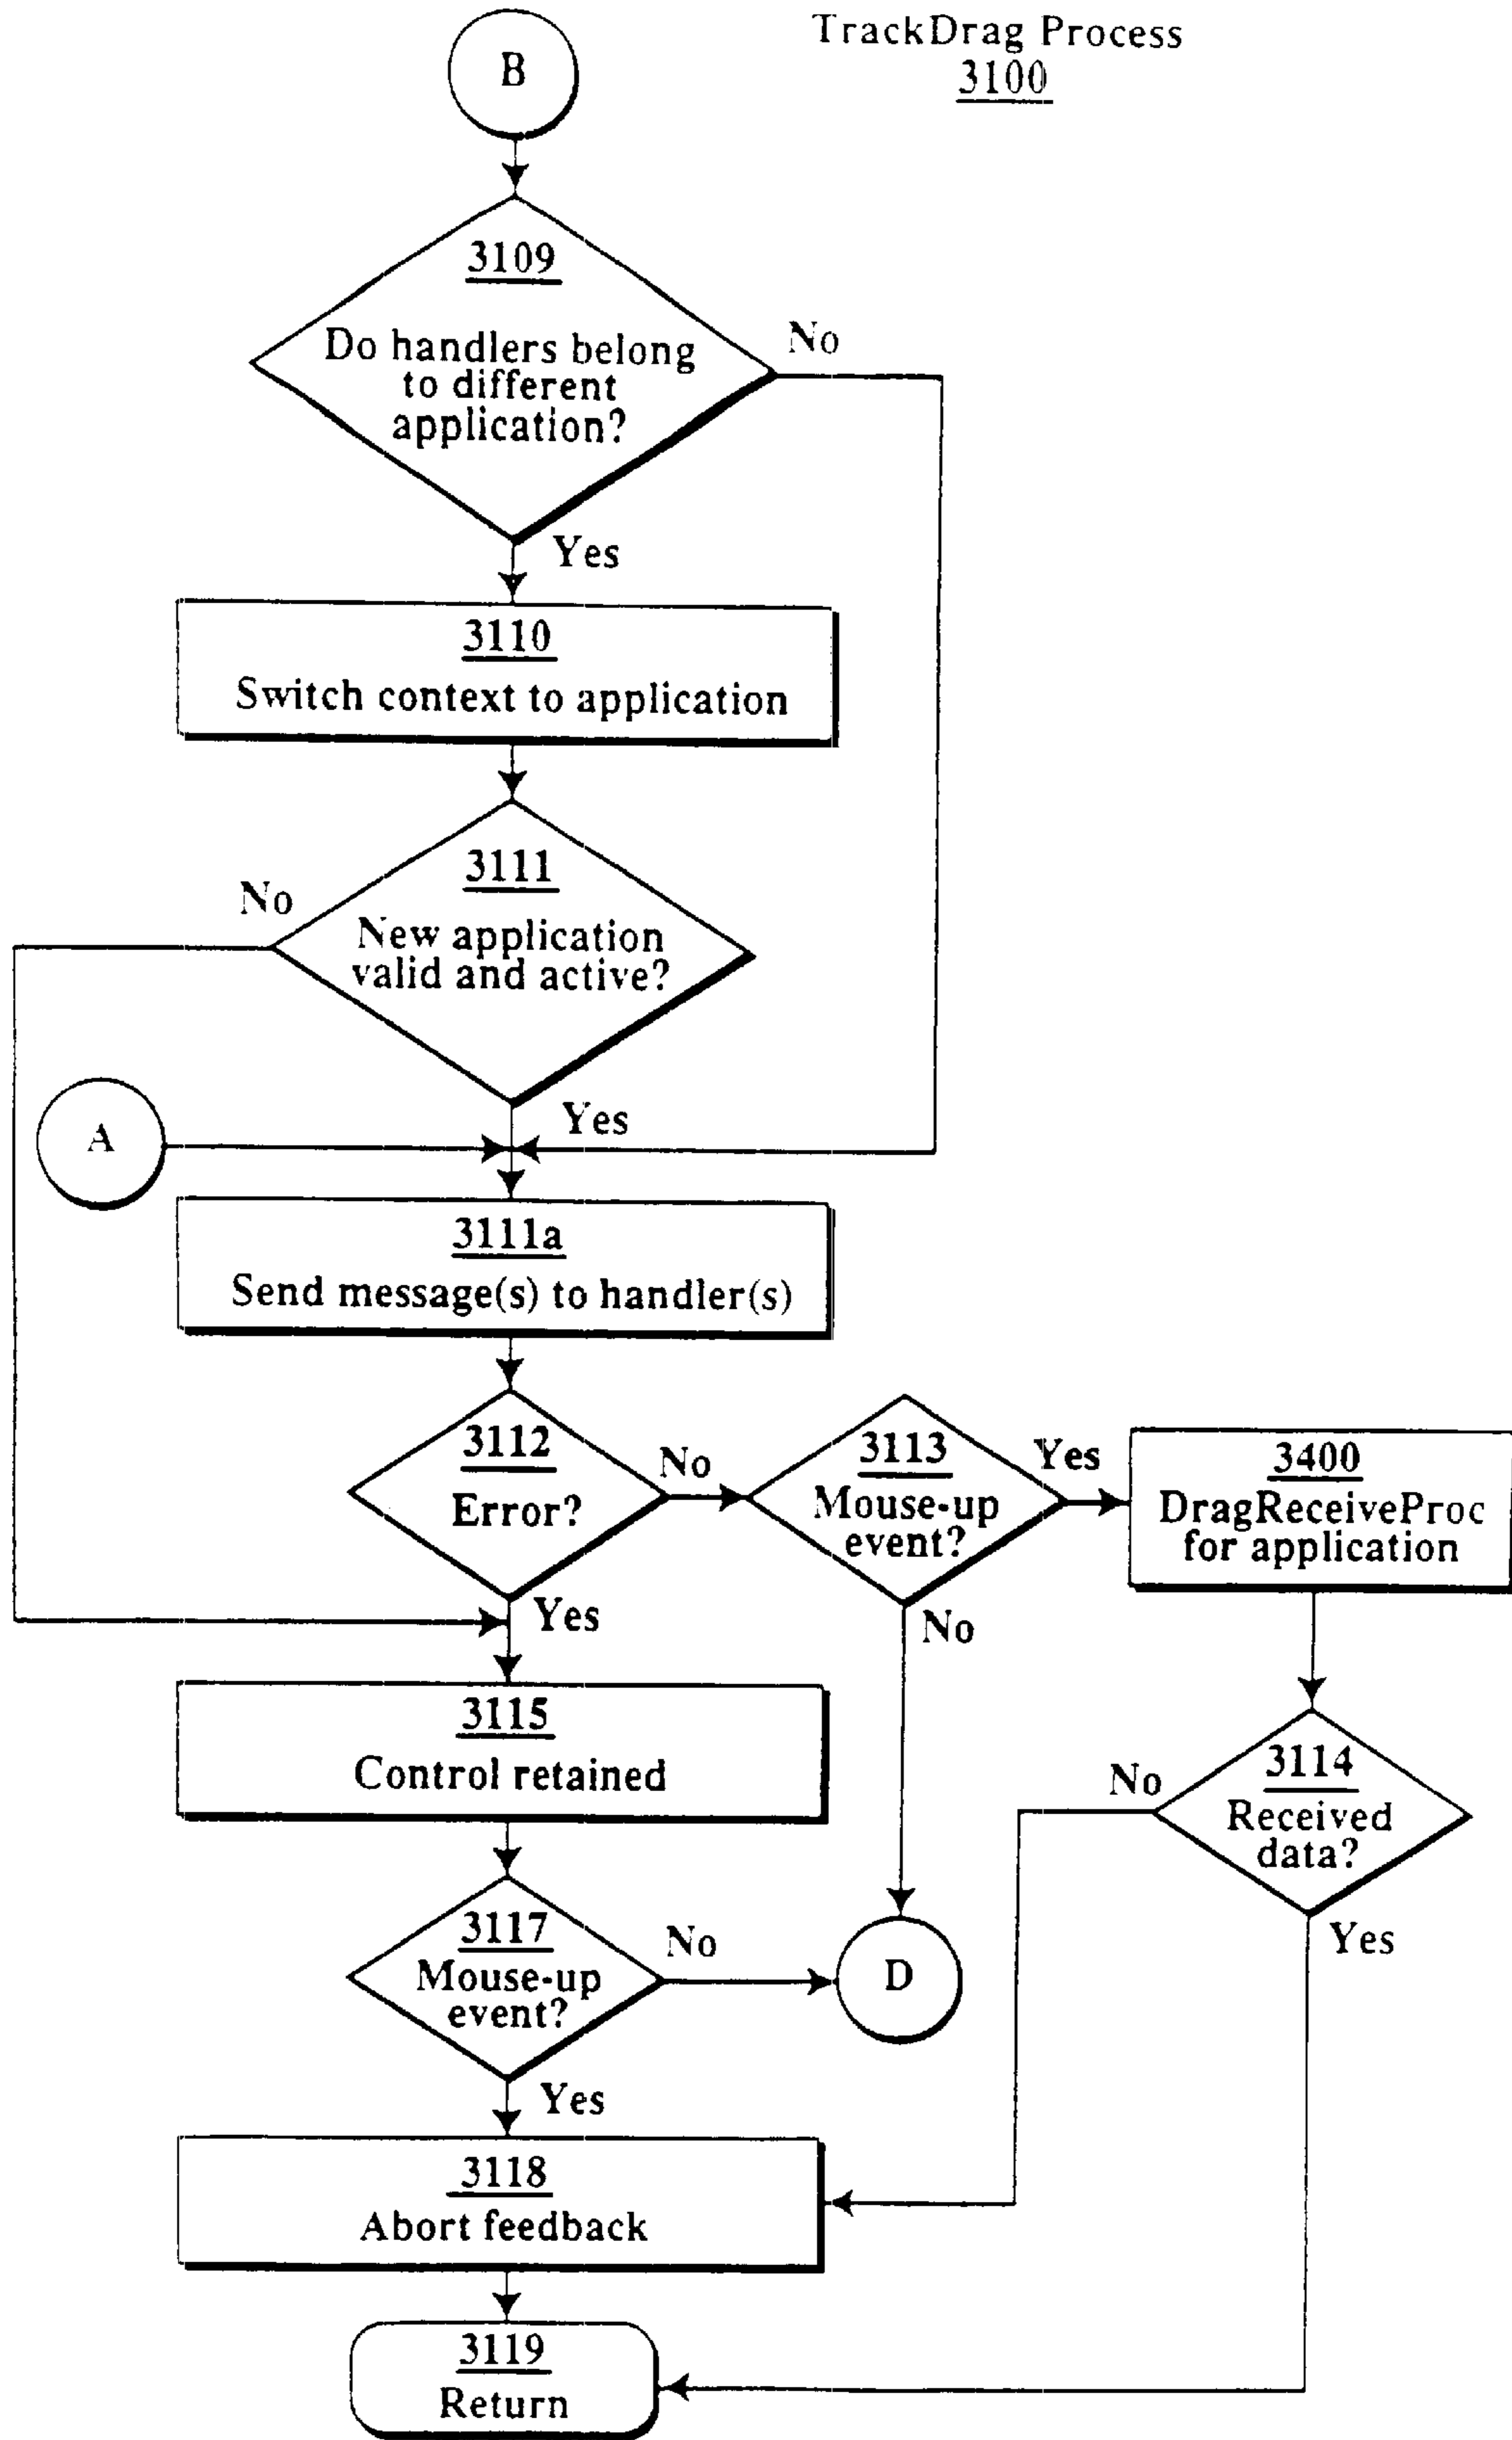 TrackDrag Process
3100
B
3109
Do handlers belong
to different
application?
No
Yes
3110
Switch context to application
3111
New application
valid and active?
No
Yes
A
3111a
Send message(s) to handler(s)
3112
Error?
No
Yes
3113
Mouse-up
event?
Yes
No
3400
DragReceiveProc
for application
3115
Control retained
3114
Received
data?
No
Yes
3117
Mouse-up
event?
No
D
Yes
3118
Abort feedback
3119
Return